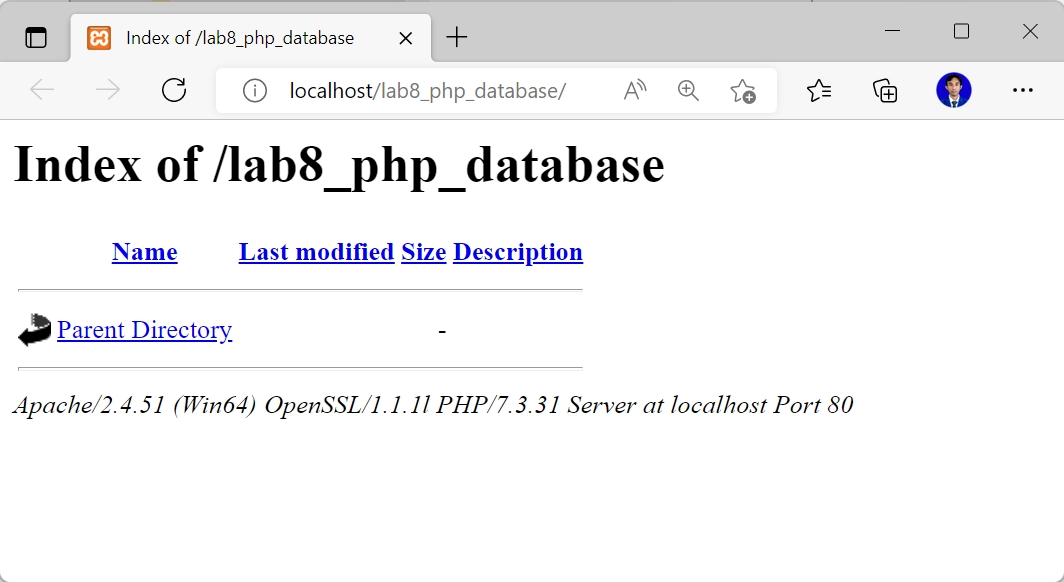 Index of /lab8_php_database
localhost/lab8_php_database/
Index of /lab8_php_database
Name Last modified Size Description
Parent Directory -
Apache/2.4.51 (Win64) OpenSSL/1.1.1l PHP/7.3.31 Server at localhost Port 80